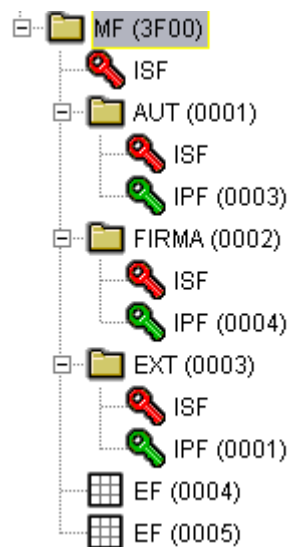 MF (3F00)
ISF
AUT (0001)
ISF
IPF (0003)
FIRMA (0002)
ISF
IPF (0004)
EXT (0003)
ISF
IPF (0001)
EF (0004)
EF (0005)